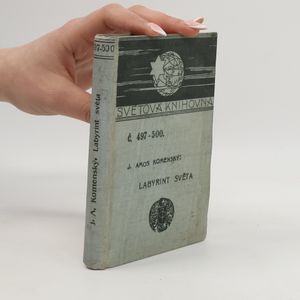 497-500
J. A. Komenský: Labyrint světa
SVĚTOVÁ KNIHOVNA
Č. 497-500.
J. AMOS KOMENSKÝ:
LABYRINT SVĚTA